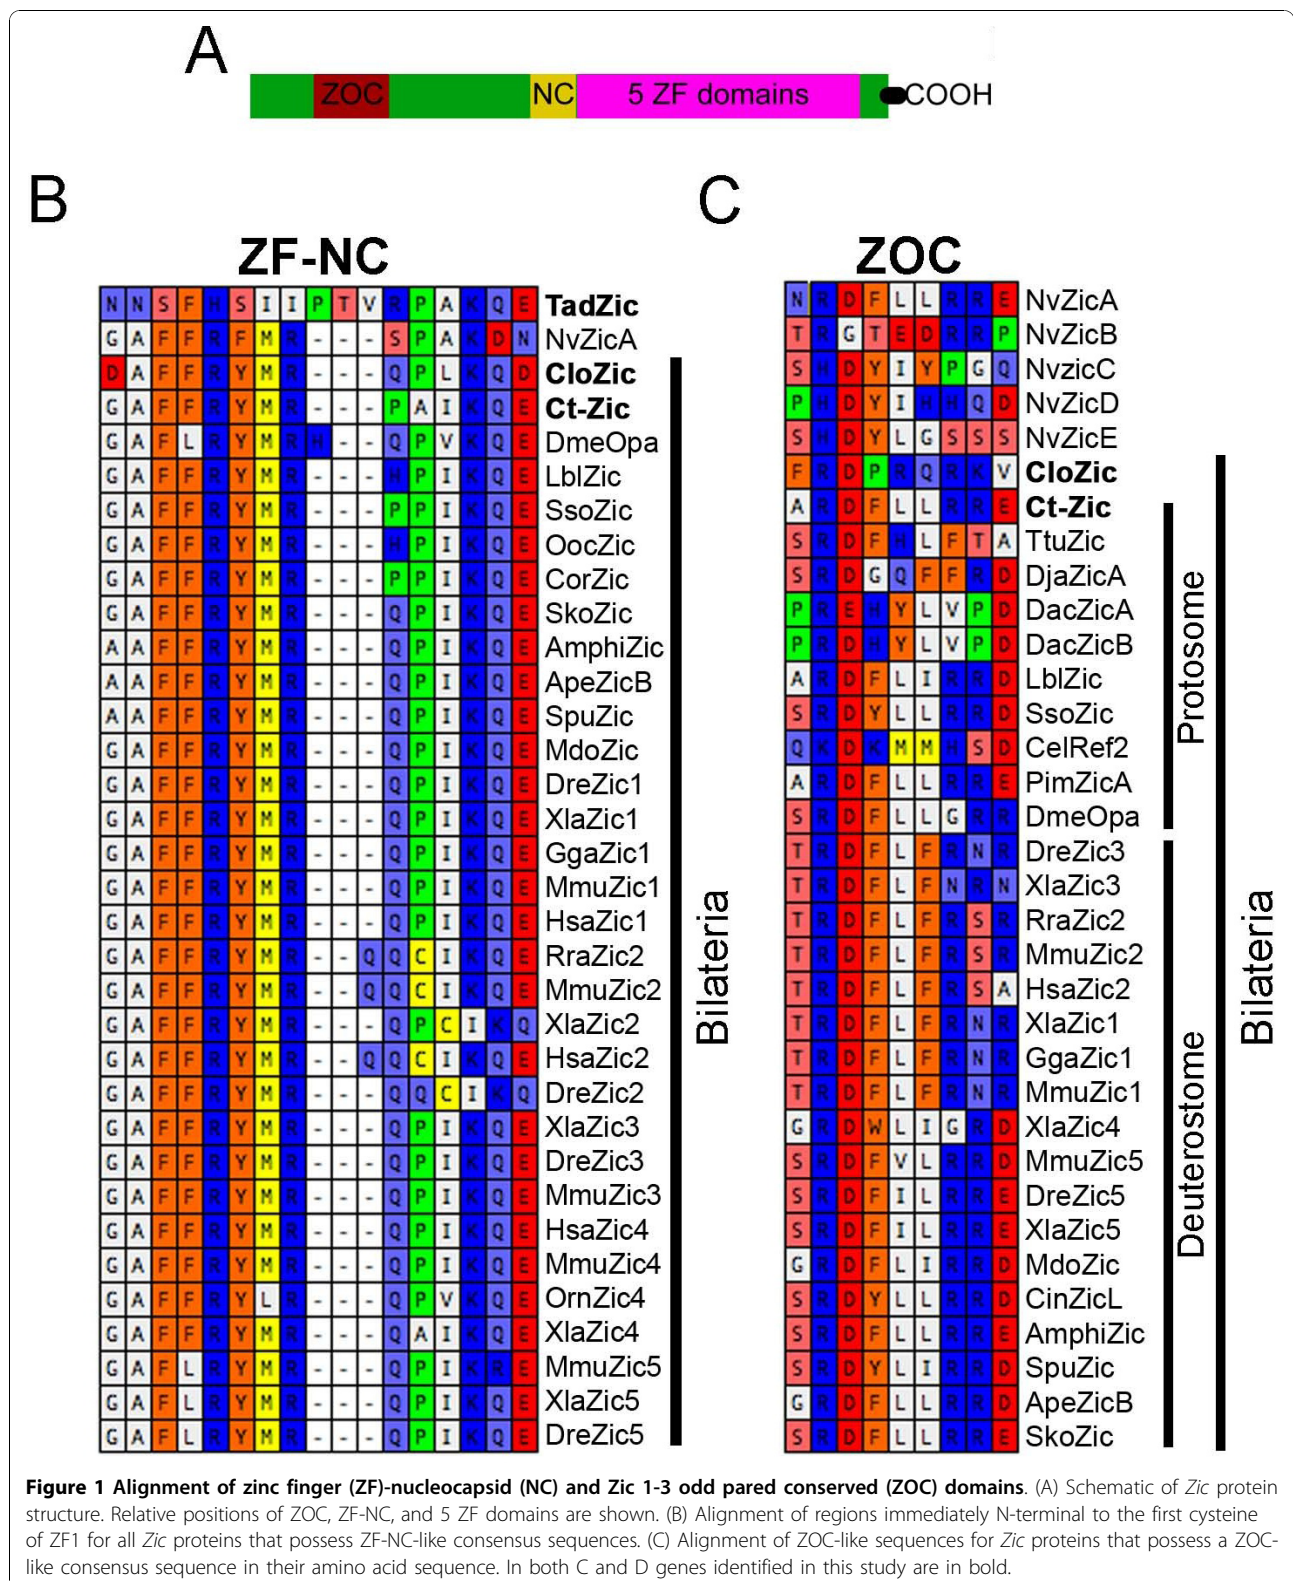 A
ZOC NC 5 ZF domains COOH
B
ZF-NC
N N S F H S I I P T V R P A K Q E TadZic
G A F F R F M R - - - S P A K D N NvZicA
D A F F R Y M R - - - Q P L K Q D CloZic
G A F F R Y M R - - - P A I K Q E Ct-Zic
G A F L R Y M R H - - Q P V K Q E DmeOpa
G A F F R Y M R - - - H P I K Q E LblZic
G A F F R Y M R - - - P P I K Q E SsoZic
G A F F R Y M R - - - H P I K Q E OocZic
G A F F R Y M R - - - P P I K Q E CorZic
G A F F R Y M R - - - Q P I K Q E SkoZic
A A F F R Y M R - - - Q P I K Q E AmphiZic
A A F F R Y M R - - - Q P I K Q E ApeZicB
A A F F R Y M R - - - Q P I K Q E SpuZic
G A F F R Y M R - - - Q P I K Q E MdoZic
G A F F R Y M R - - - Q P I K Q E DreZic1
G A F F R Y M R - - - Q P I K Q E XlaZic1
G A F F R Y M R - - - Q P I K Q E GgaZic1
G A F F R Y M R - - - Q P I K Q E MmuZic1
G A F F R Y M R - - - Q P I K Q E HsaZic1
G A F F R Y M R - - Q Q C I K Q E RraZic2
G A F F R Y M R - - Q Q C I K Q E MmuZic2
G A F F R Y M R - - - Q P C I K Q XlaZic2
G A F F R Y M R - - Q Q C I K Q E HsaZic2
G A F F R Y M R - - - Q Q C I K Q DreZic2
G A F F R Y M R - - - Q P I K Q E XlaZic3
G A F F R Y M R - - - Q P I K Q E DreZic3
G A F F R Y M R - - - Q P I K Q E MmuZic3
G A F F R Y M R - - - Q P I K Q E HsaZic4
G A F F R Y M R - - - Q P I K Q E MmuZic4
G A F F R Y L R - - - Q P V K Q E OrnZic4
G A F F R Y M R - - - Q A I K Q E XlaZic4
G A F L R Y M R - - - Q P I K R E MmuZic5
G A F L R Y M R - - - Q P I K Q E XlaZic5
G A F L R Y M R - - - Q P I K Q E DreZic5
Bilateria
C
ZOC
N R D F L L R R E NvZicA
T R G T E D R R P NvZicB
S H D Y I Y P G Q NvzicC
P H D Y I H H Q D NvZicD
S H D Y L G S S S NvZicE
F R D P R Q R K V CloZic
A R D F L L R R E Ct-Zic
S R D F H L F T A TtuZic
S R D G Q F F R D DjaZicA
P R E H Y L V P D DacZicA
P R D H Y L V P D DacZicB
A R D F L I R R D LblZic
S R D Y L L R R D SsoZic
Q K D K M M H S D CelRef2
A R D F L L R R E PimZicA
S R D F L L G R R DmeOpa
T R D F L F R N R DreZic3
T R D F L F N R N XlaZic3
T R D F L F R S R RraZic2
T R D F L F R S R MmuZic2
T R D F L F R S A HsaZic2
T R D F L F R N R XlaZic1
T R D F L F R N R GgaZic1
T R D F L F R N R MmuZic1
G R D W L I G R D XlaZic4
S R D F V L R R D MmuZic5
S R D F I L R R E DreZic5
S R D F I L R R E XlaZic5
G R D F L I R R D MdoZic
S R D Y L L R R D CinZicL
S R D F L L R R E AmphiZic
S R D Y L I R R D SpuZic
G R D F L L R R D ApeZicB
S R D F L L R R E SkoZic
Protosome
Deuterostome
Bilateria
Figure 1 Alignment of zinc finger (ZF)-nucleocapsid (NC) and Zic 1-3 odd pared conserved (ZOC) domains. (A) Schematic of Zic protein
structure. Relative positions of ZOC, ZF-NC, and 5 ZF domains are shown. (B) Alignment of regions immediately N-terminal to the first cysteine
of ZF1 for all Zic proteins that possess ZF-NC-like consensus sequences. (C) Alignment of ZOC-like sequences for Zic proteins that possess a ZOC-
like consensus sequence in their amino acid sequence. In both C and D genes identified in this study are in bold.